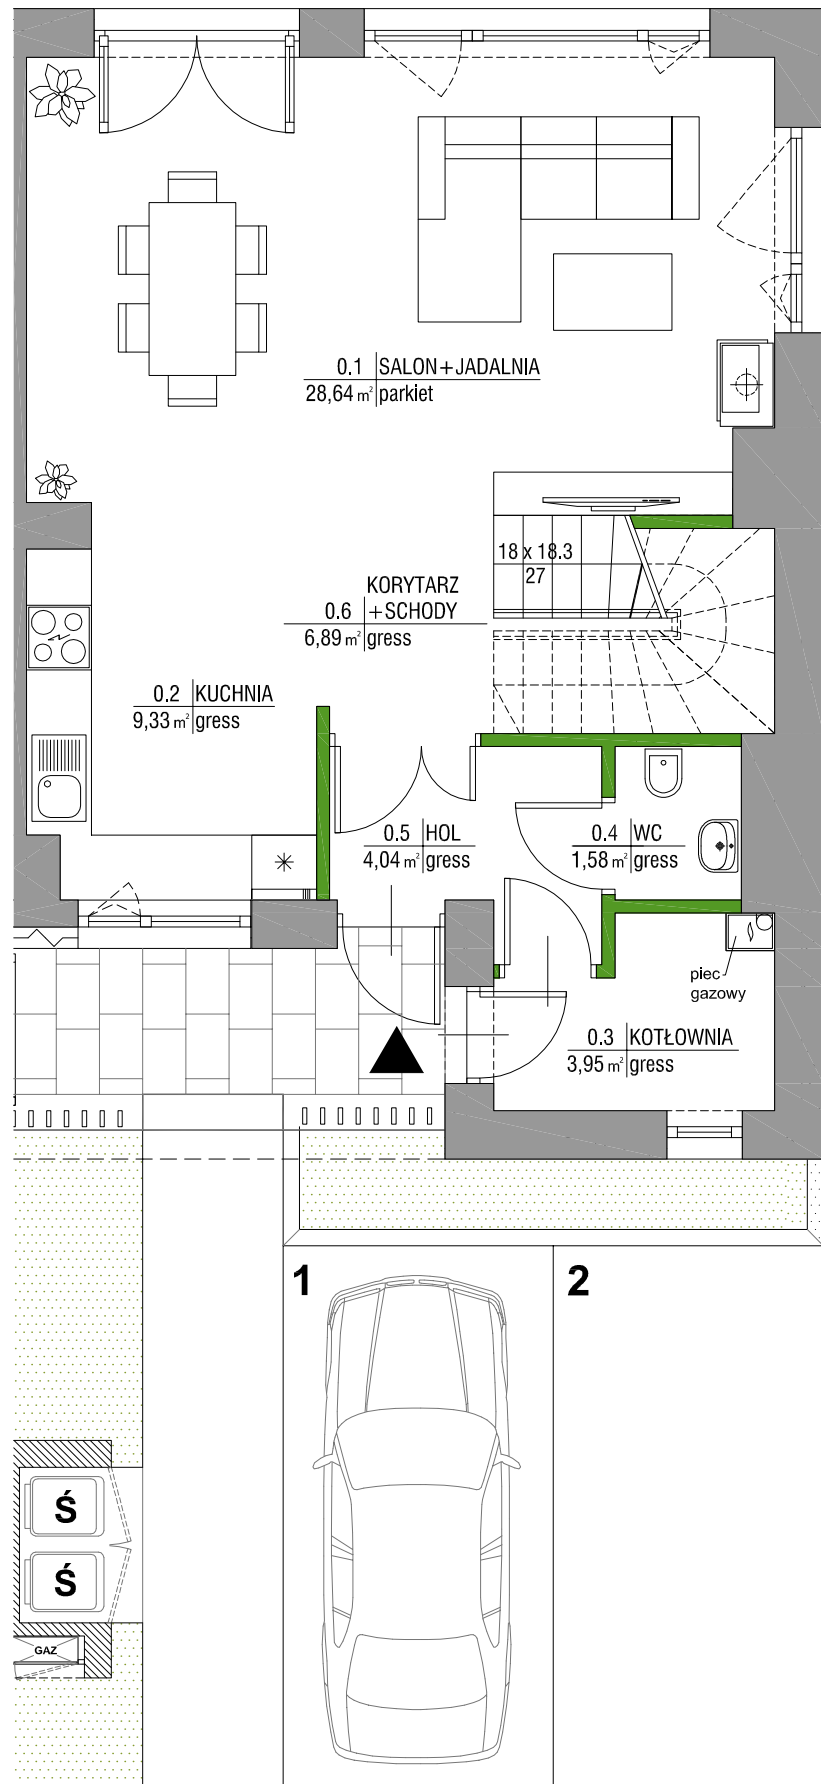 0.1 SALON+JADALNIA
28,64 m² parkiet
18 x 18.3
27
KORYTARZ
0.6 +SCHODY
6,89 m² gress
0.2 KUCHNIA
9,33 m² gress
0.5 HOL
4,04 m² gress
0.4 WC
1,58 m² gress
piec
gazowy
0.3 KOTŁOWNIA
3,95 m² gress
1
2
Ś
Ś
GAZ